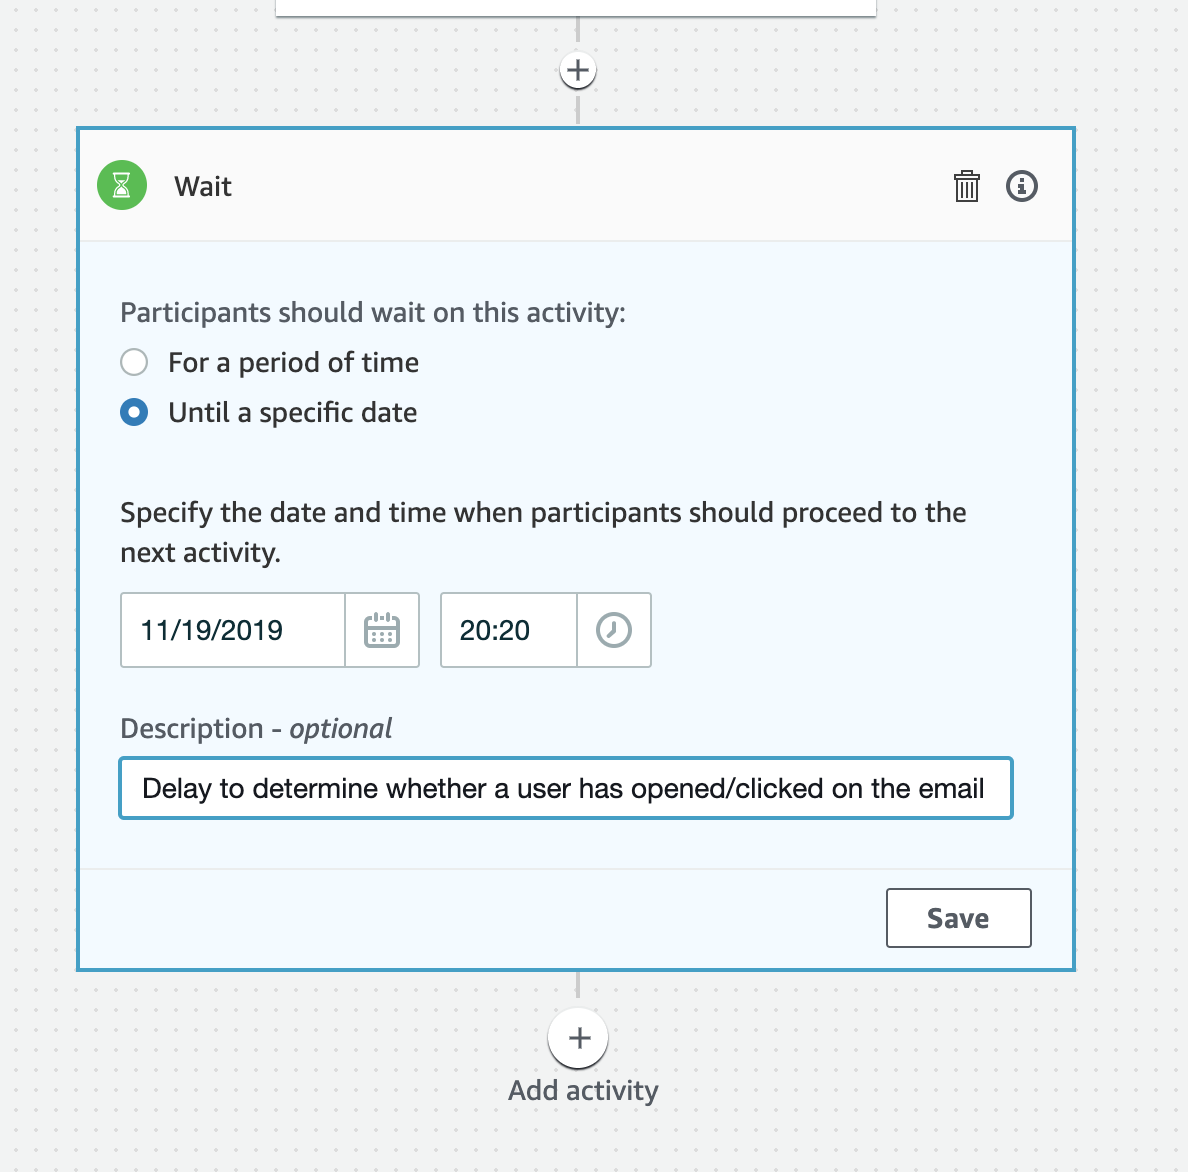 Wait
Participants should wait on this activity:
For a period of time
Until a specific date
Specify the date and time when participants should proceed to the
next activity.
11/19/2019 20:20
Description - optional
Delay to determine whether a user has opened/clicked on the email
Save
Add activity